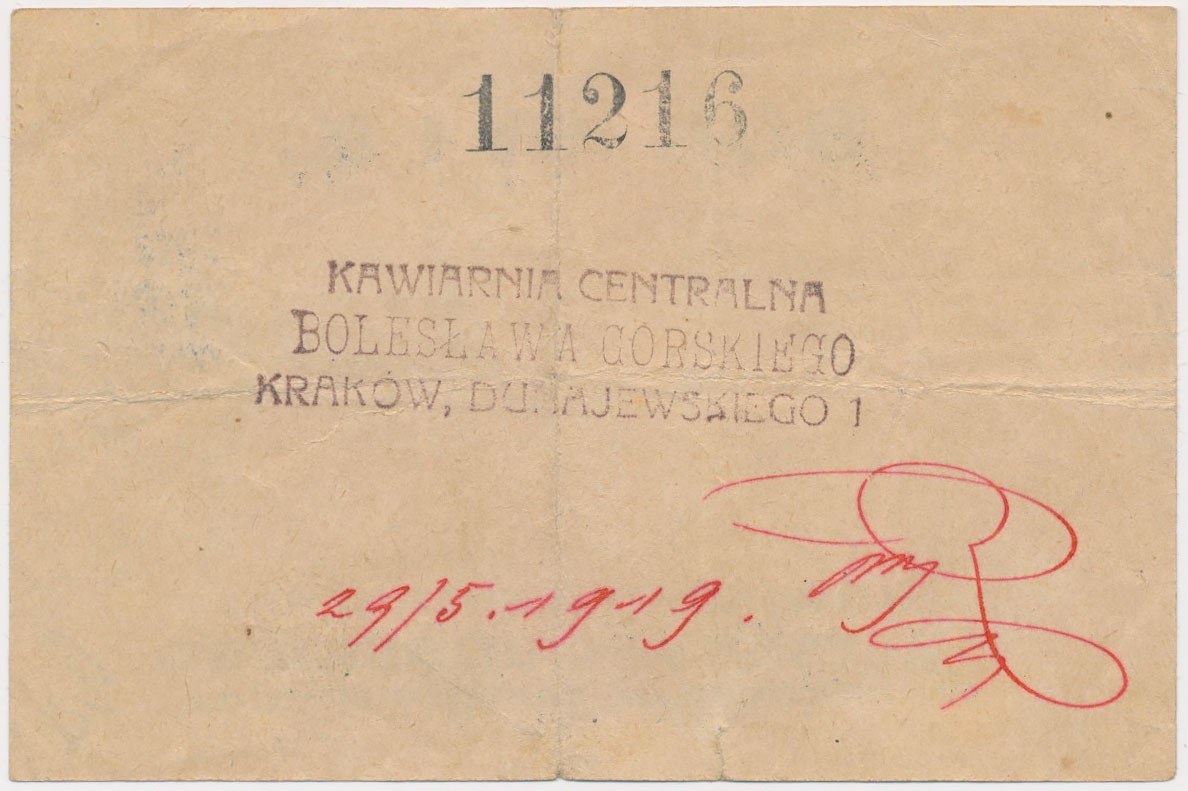 11216
KAWIARNIA CENTRALNA
BOLESŁAWA GÓRSKIEGO
KRAKÓW, DUNAJEWSKIEGO 1
29/5.1919.